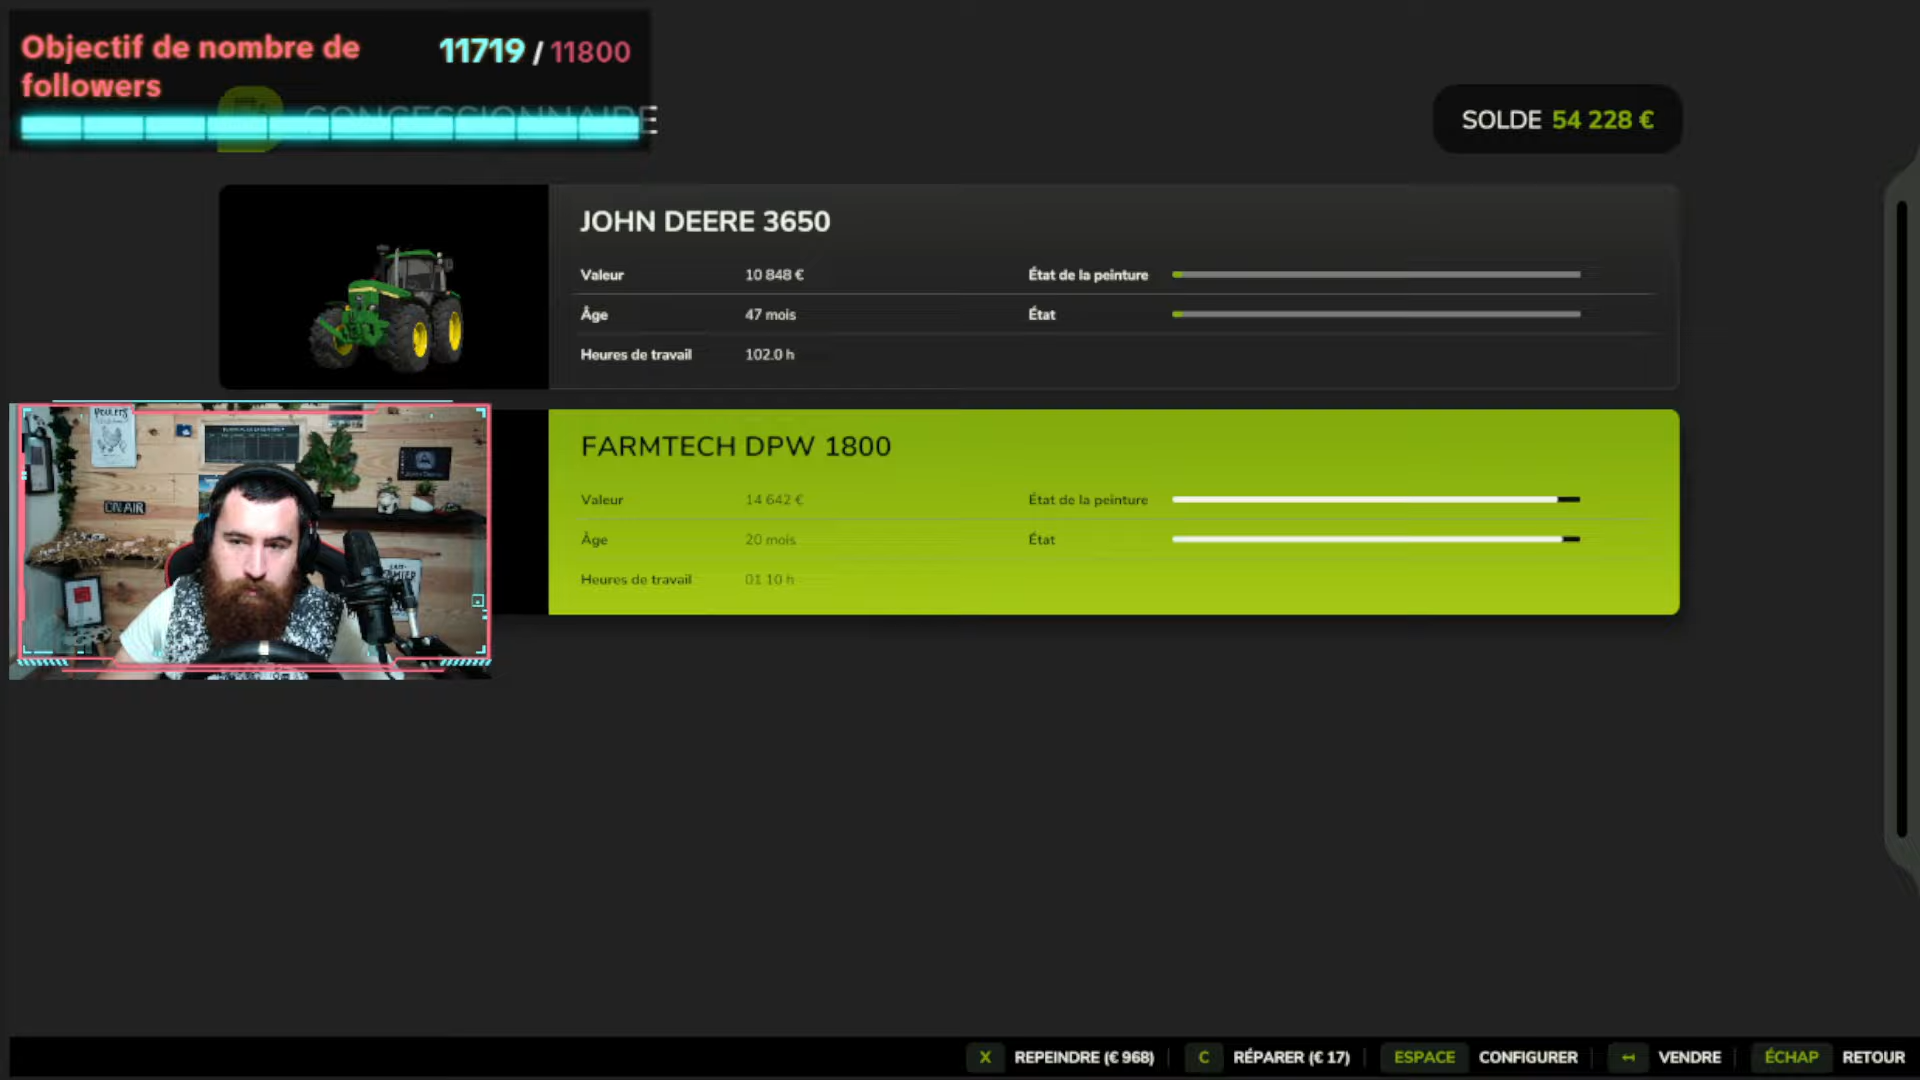 Objectif de nombre de
followers
11719 / 11800
CONCESSIONNAIRE
SOLDE 54 228 €
JOHN DEERE 3650
Valeur 10 848 € État de la peinture
Âge 47 mois État
Heures de travail 102.0 h
FARMTECH DPW 1800
Valeur 14 642 € État de la peinture
Âge 20 mois État
Heures de travail 01 10 h
ON AIR
X REPEINDRE (€ 968) C RÉPARER (€ 17) ESPACE CONFIGURER ↤ VENDRE ÉCHAP RETOUR